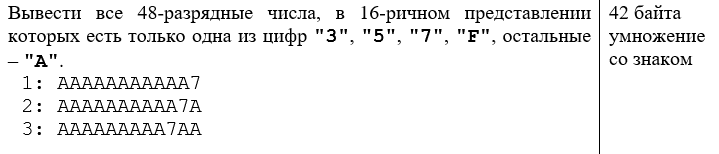 Вывести все 48-разрядные числа, в 16-ричном представлении
которых есть только одна из цифр "3", "5", "7", "F", остальные
– "A".
1: AAAAAAAAAAA7
2: AAAAAAAAAA7A
3: AAAAAAAAA7AA
42 байта
умножение
со знаком